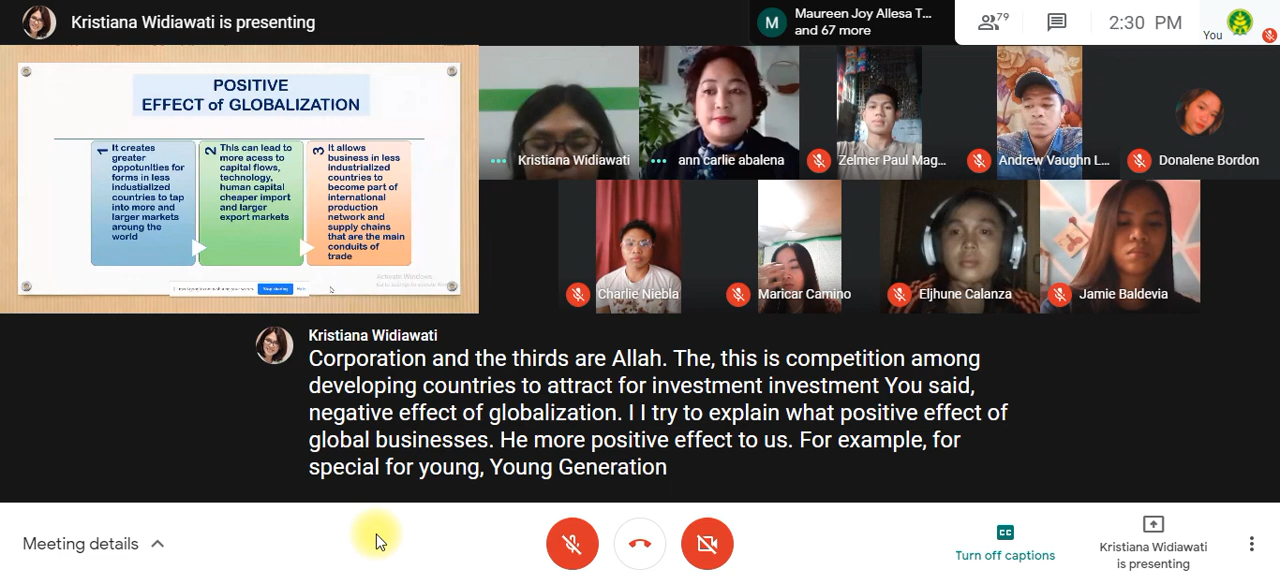 Kristiana Widiawati is presenting
Maureen Joy Allesa T...
and 67 more
79
2:30 PM
You
M
POSITIVE
EFFECT of GLOBALIZATION
1
It creates
greater
oppotunities for
forms in less
industialized
countries to tap
into more and
larger markets
aroung the
world
2
This can lead to
more acess to
capital flows,
technology,
human capital
cheaper import
and larger
export markets
3
It allows
business in less
industrialized
countries to
become part of
international
production
network and
supply chains
that are the main
conduits of
trade
Activate Windows
Stop sharing
Hide
Kristiana Widiawati
ann carlie abalena
Zelmer Paul Mag...
Andrew Vaughn L...
Donalene Bordon
Charlie Niebla
Maricar Camino
Eljhune Calanza
Jamie Baldevia
Kristiana Widiawati
Corporation and the thirds are Allah. The, this is competition among
developing countries to attract for investment investment You said,
negative effect of globalization. I I try to explain what positive effect of
global businesses. He more positive effect to us. For example, for
special for young, Young Generation
Meeting details
CC
Turn off captions
Kristiana Widiawati
is presenting